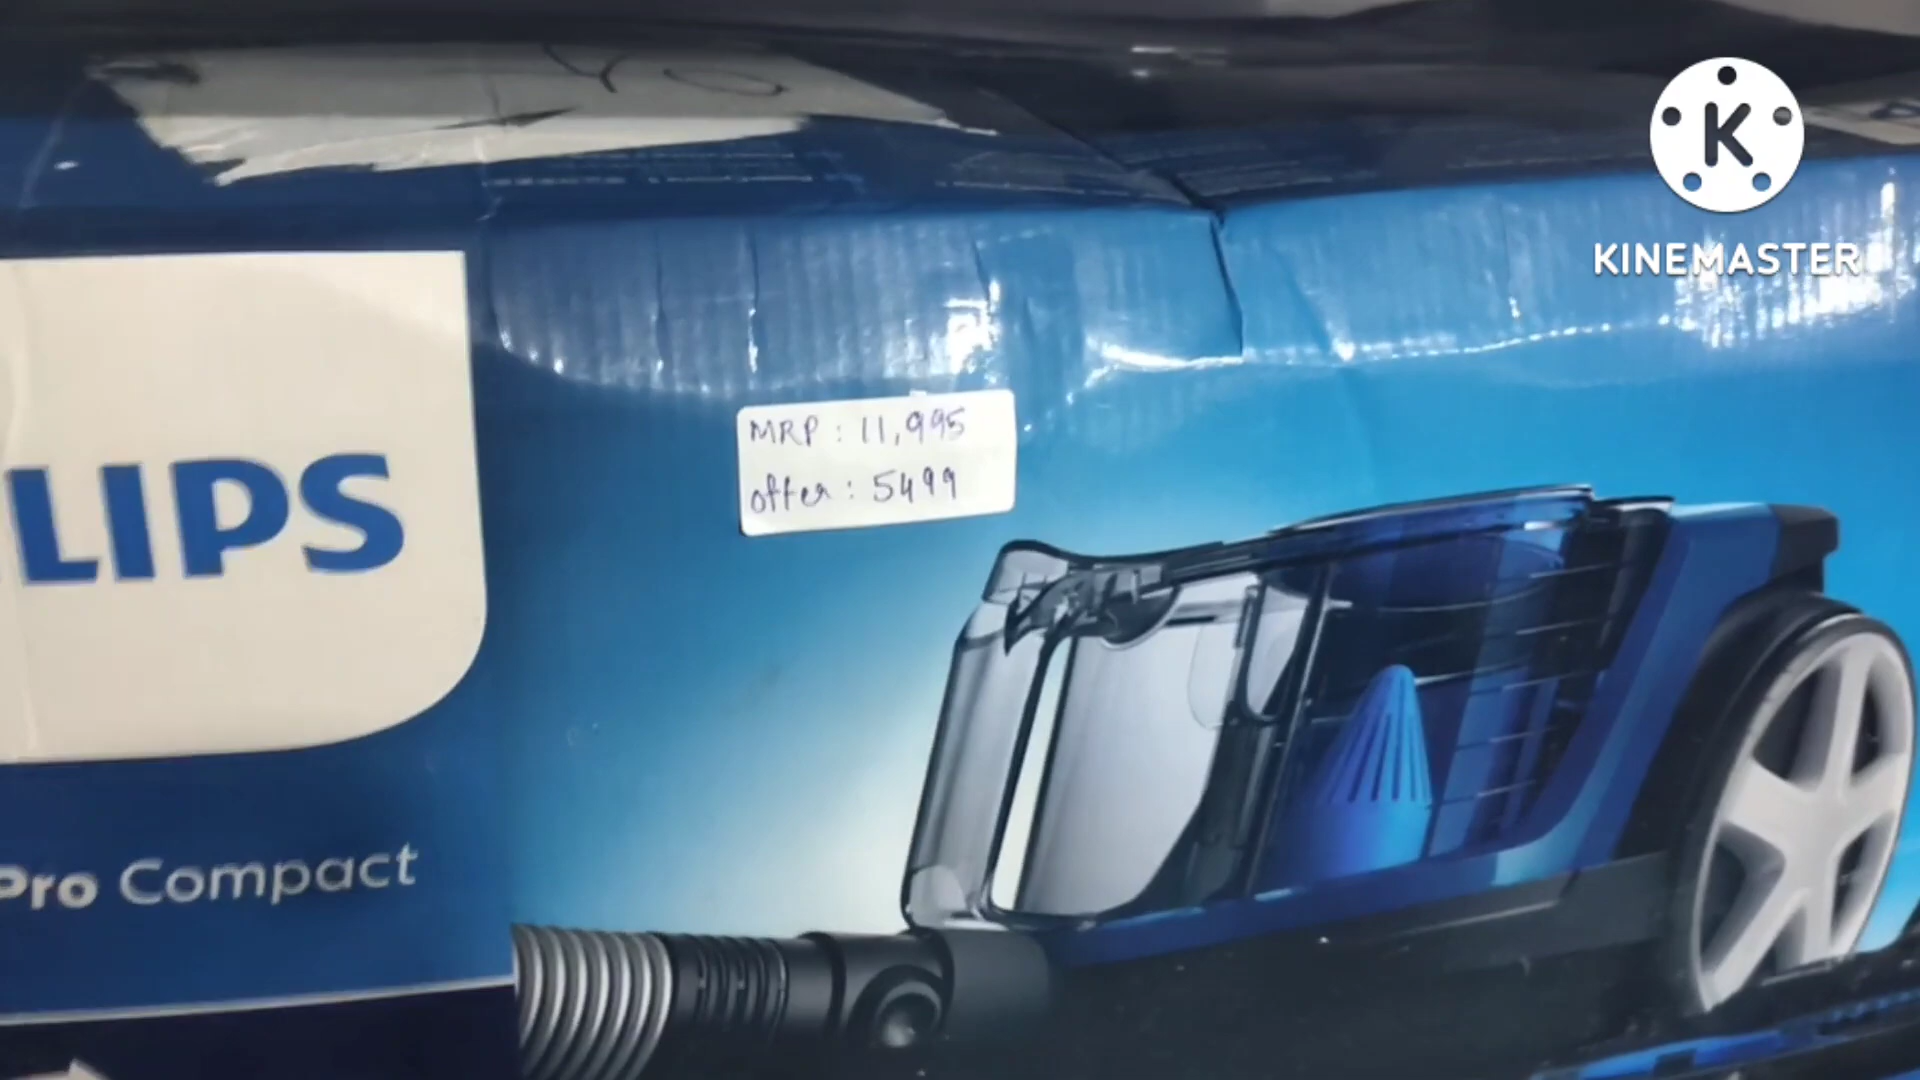 KINEMASTER
MRP : 11,995
offer : 5499
LIPS
Pro Compact